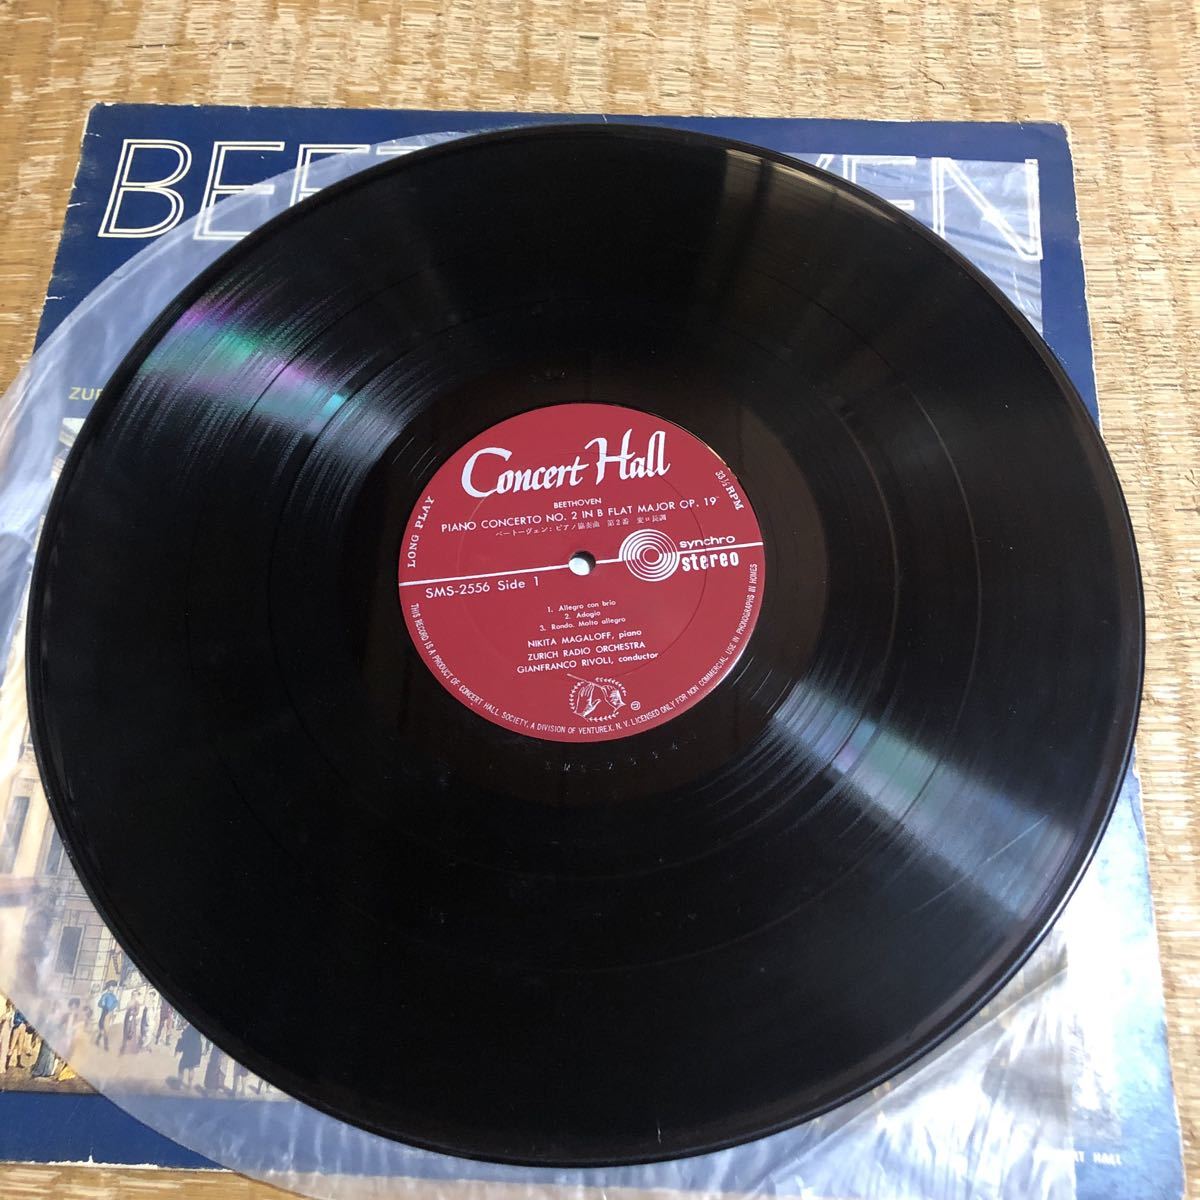 BEE
VEN
ZUR
Concert Hall
BEETHOVEN
PIANO CONCERTO NO. 2 IN B FLAT MAJOR OP. 19
ベートーヴェン:ピアノ協奏曲 第2番 変ロ長調
LONG PLAY
33⅓ RPM
synchro
stereo
SMS-2556 Side 1
1. Allegro con brio
2. Adagio
3. Rondo. Molto allegro
NIKITA MAGALOFF, piano
ZURICH RADIO ORCHESTRA
GIANFRANCO RIVOLI, conductor
THIS RECORD IS A PRODUCT OF: CONCERT HALL SOCIETY, A DIVISION OF VENTUREX. N. V. LICENSED ONLY FOR NON COMMERCIAL USE IN PHONOGRAPHS IN HOMES
HALL